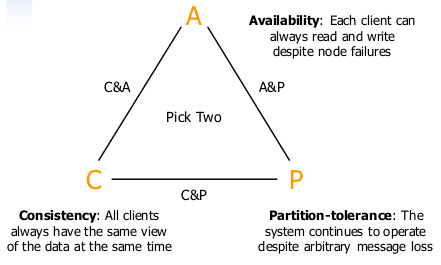 A
Availability: Each client can
always read and write
despite node failures
C&A
A&P
Pick Two
C
P
C&P
Consistency: All clients
always have the same view
of the data at the same time
Partition-tolerance: The
system continues to operate
despite arbitrary message loss